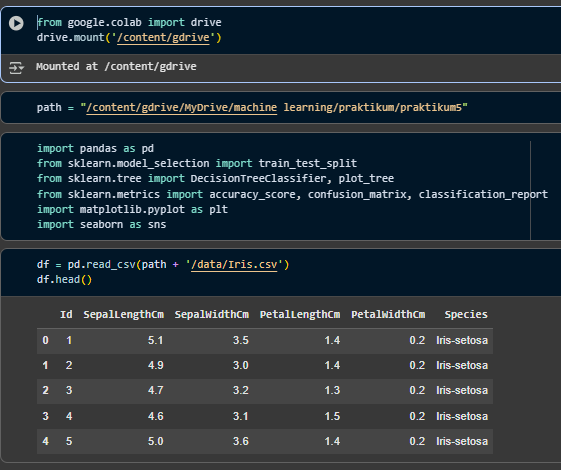 from google.colab import drive
drive.mount('/content/gdrive')
Mounted at /content/gdrive
path = "/content/gdrive/MyDrive/machine learning/praktikum/praktikum5"
import pandas as pd
from sklearn.model_selection import train_test_split
from sklearn.tree import DecisionTreeClassifier, plot_tree
from sklearn.metrics import accuracy_score, confusion_matrix, classification_report
import matplotlib.pyplot as plt
import seaborn as sns
df = pd.read_csv(path + '/data/Iris.csv')
df.head()
Id SepalLengthCm SepalWidthCm PetalLengthCm PetalWidthCm Species
0 1 5.1 3.5 1.4 0.2 Iris-setosa
1 2 4.9 3.0 1.4 0.2 Iris-setosa
2 3 4.7 3.2 1.3 0.2 Iris-setosa
3 4 4.6 3.1 1.5 0.2 Iris-setosa
4 5 5.0 3.6 1.4 0.2 Iris-setosa